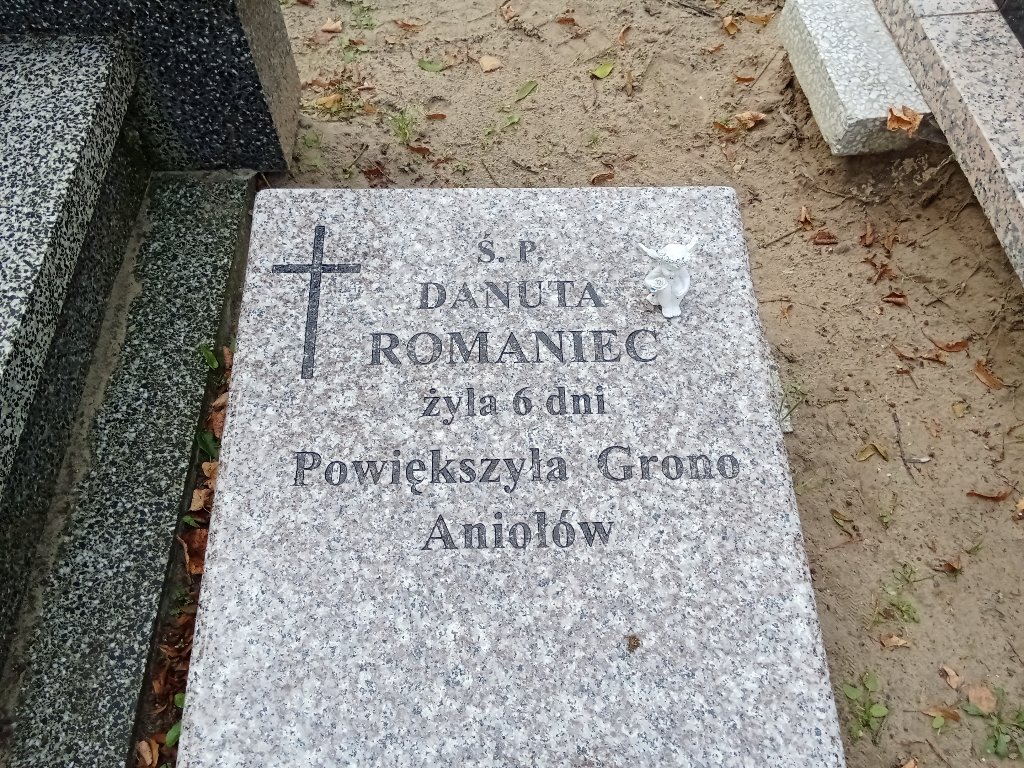 Ś. P.
DANUTA
ROMANIEC
żyła 6 dni
Powiększyła Grono
Aniołów